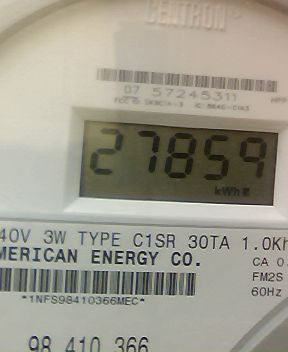 CENTRON®
07 57245311
27859
kWh
40V 3W TYPE C1SR 30TA 1.0Kh
MERICAN ENERGY CO.
CA 0.
FM2S
60Hz
*1NFS98410366MEC*
98 410 366